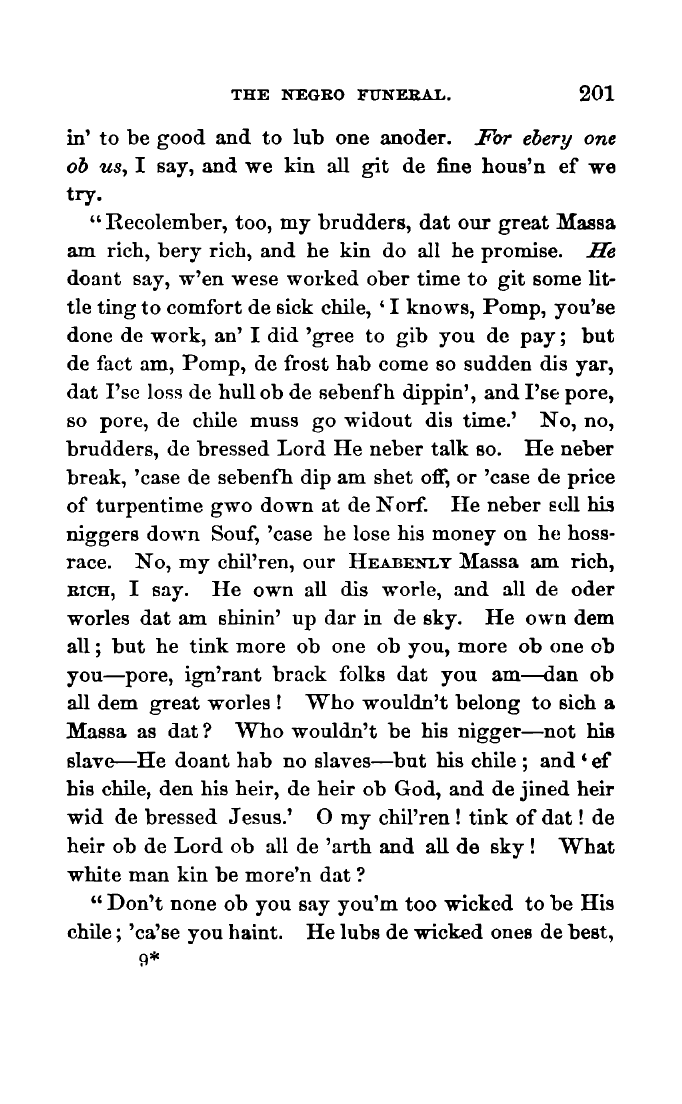 THE NEGRO FUNERAL. 201
in' to be good and to lub one anoder. For ebery one
ob us, I say, and we kin all git de fine hous'n ef we
try.
“Recolember, too, my brudders, dat our great Massa
am rich, bery rich, and he kin do all he promise. He
doant say, w'en wese worked ober time to git some lit-
tle ting to comfort de sick chile, ‘I knows, Pomp, you'se
done de work, an' I did 'gree to gib you de pay; but
de fact am, Pomp, de frost hab come so sudden dis yar,
dat I'se loss de hull ob de sebenfh dippin', and I'se pore,
so pore, de chile muss go widout dis time.’ No, no,
brudders, de bressed Lord He neber talk so. He neber
break, 'case de sebenfh dip am shet off, or 'case de price
of turpentime gwo down at de Norf. He neber sell his
niggers down Souf, 'case he lose his money on he hoss-
race. No, my chil'ren, our HEABENLY Massa am rich,
RICH, I say. He own all dis worle, and all de oder
worles dat am shinin' up dar in de sky. He own dem
all; but he tink more ob one ob you, more ob one ob
you—pore, ign'rant brack folks dat you am—dan ob
all dem great worles! Who wouldn't belong to sich a
Massa as dat? Who wouldn't be his nigger—not his
slave—He doant hab no slaves—but his chile; and ‘ef
his chile, den his heir, de heir ob God, and de jined heir
wid de bressed Jesus.’ O my chil'ren! tink of dat! de
heir ob de Lord ob all de 'arth and all de sky! What
white man kin be more'n dat?
“Don't none ob you say you'm too wicked to be His
chile; 'ca'se you haint. He lubs de wicked ones de best,
9*